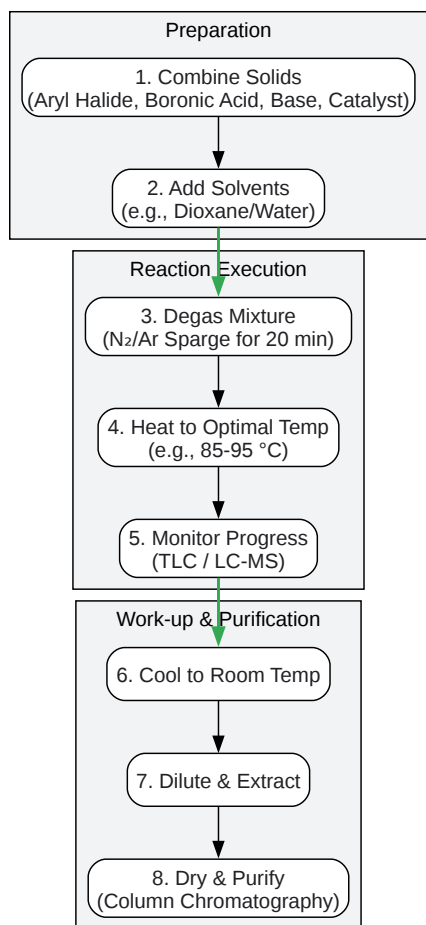 Preparation
1. Combine Solids
(Aryl Halide, Boronic Acid, Base, Catalyst)
2. Add Solvents
(e.g., Dioxane/Water)
Reaction Execution
3. Degas Mixture
(N₂/Ar Sparge for 20 min)
4. Heat to Optimal Temp
(e.g., 85-95 °C)
5. Monitor Progress
(TLC / LC-MS)
Work-up & Purification
6. Cool to Room Temp
7. Dilute & Extract
8. Dry & Purify
(Column Chromatography)